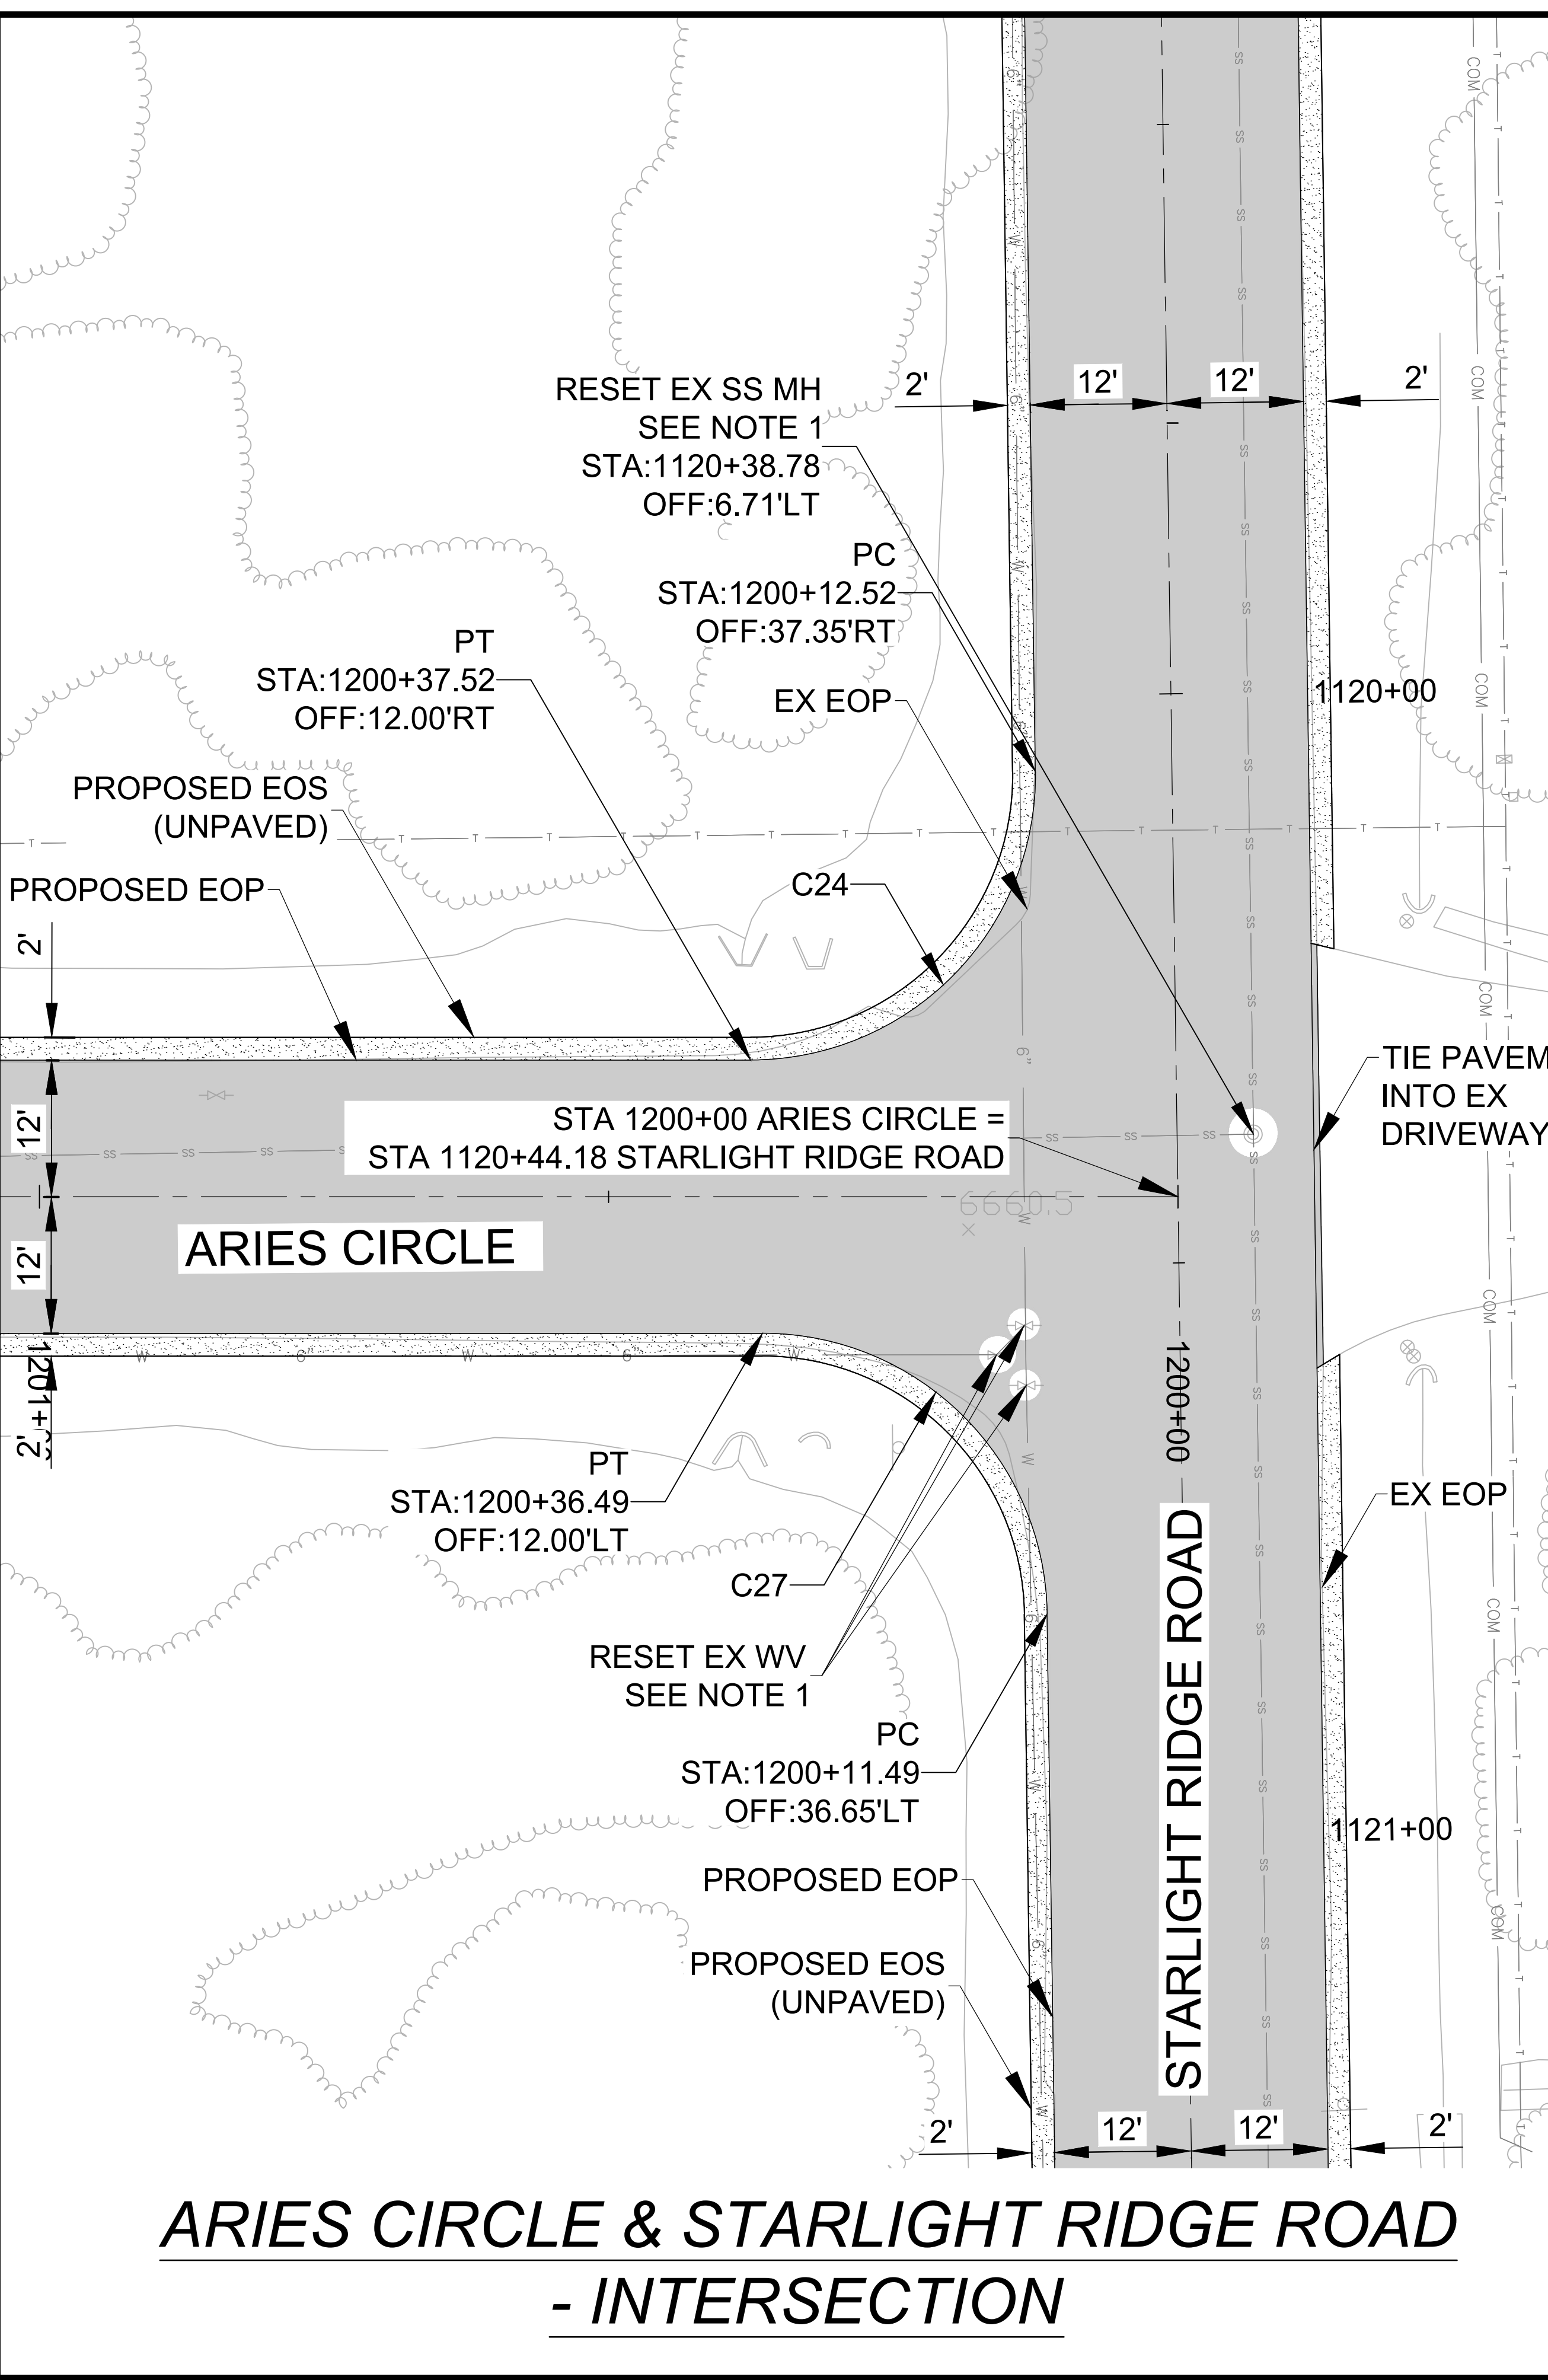 RESET EX SS MH
SEE NOTE 1
STA:1120+38.78
OFF:6.71'LT
2'
12'
12'
2'
PC
STA:1200+12.52
OFF:37.35'RT
PT
STA:1200+37.52
OFF:12.00'RT
EX EOP
1120+00
PROPOSED EOS
(UNPAVED)
PROPOSED EOP
C24
2'
TIE PAVEM
INTO EX
DRIVEWAY
12'
STA 1200+00 ARIES CIRCLE =
STA 1120+44.18 STARLIGHT RIDGE ROAD
6660.5
ARIES CIRCLE
12'
2'
1200+00
PT
STA:1200+36.49
OFF:12.00'LT
EX EOP
C27
RESET EX WV
SEE NOTE 1
STARLIGHT RIDGE ROAD
PC
STA:1200+11.49
OFF:36.65'LT
1121+00
PROPOSED EOP
PROPOSED EOS
(UNPAVED)
2'
12'
12'
2'
ARIES CIRCLE & STARLIGHT RIDGE ROAD
- INTERSECTION